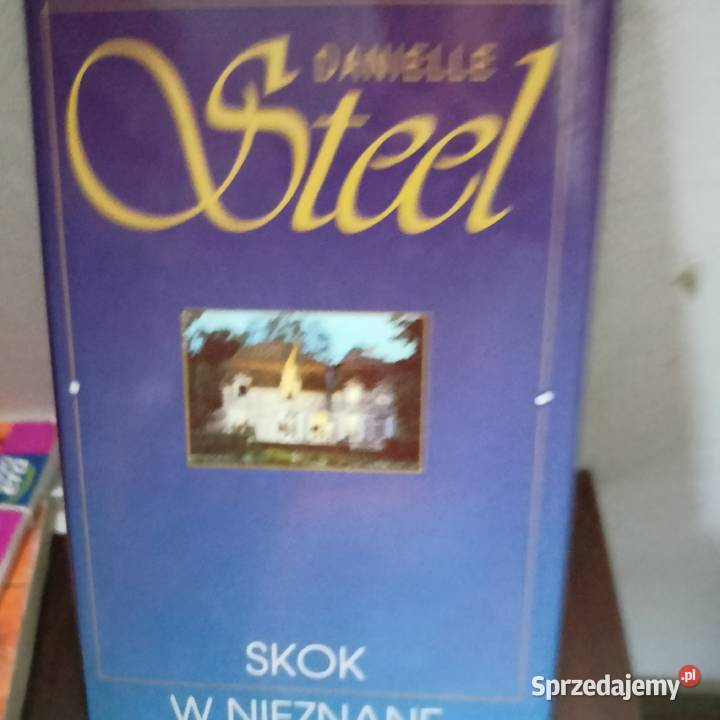 DANIELLE
Steel
SKOK
W NIEZNANE
Sprzedajemy.pl